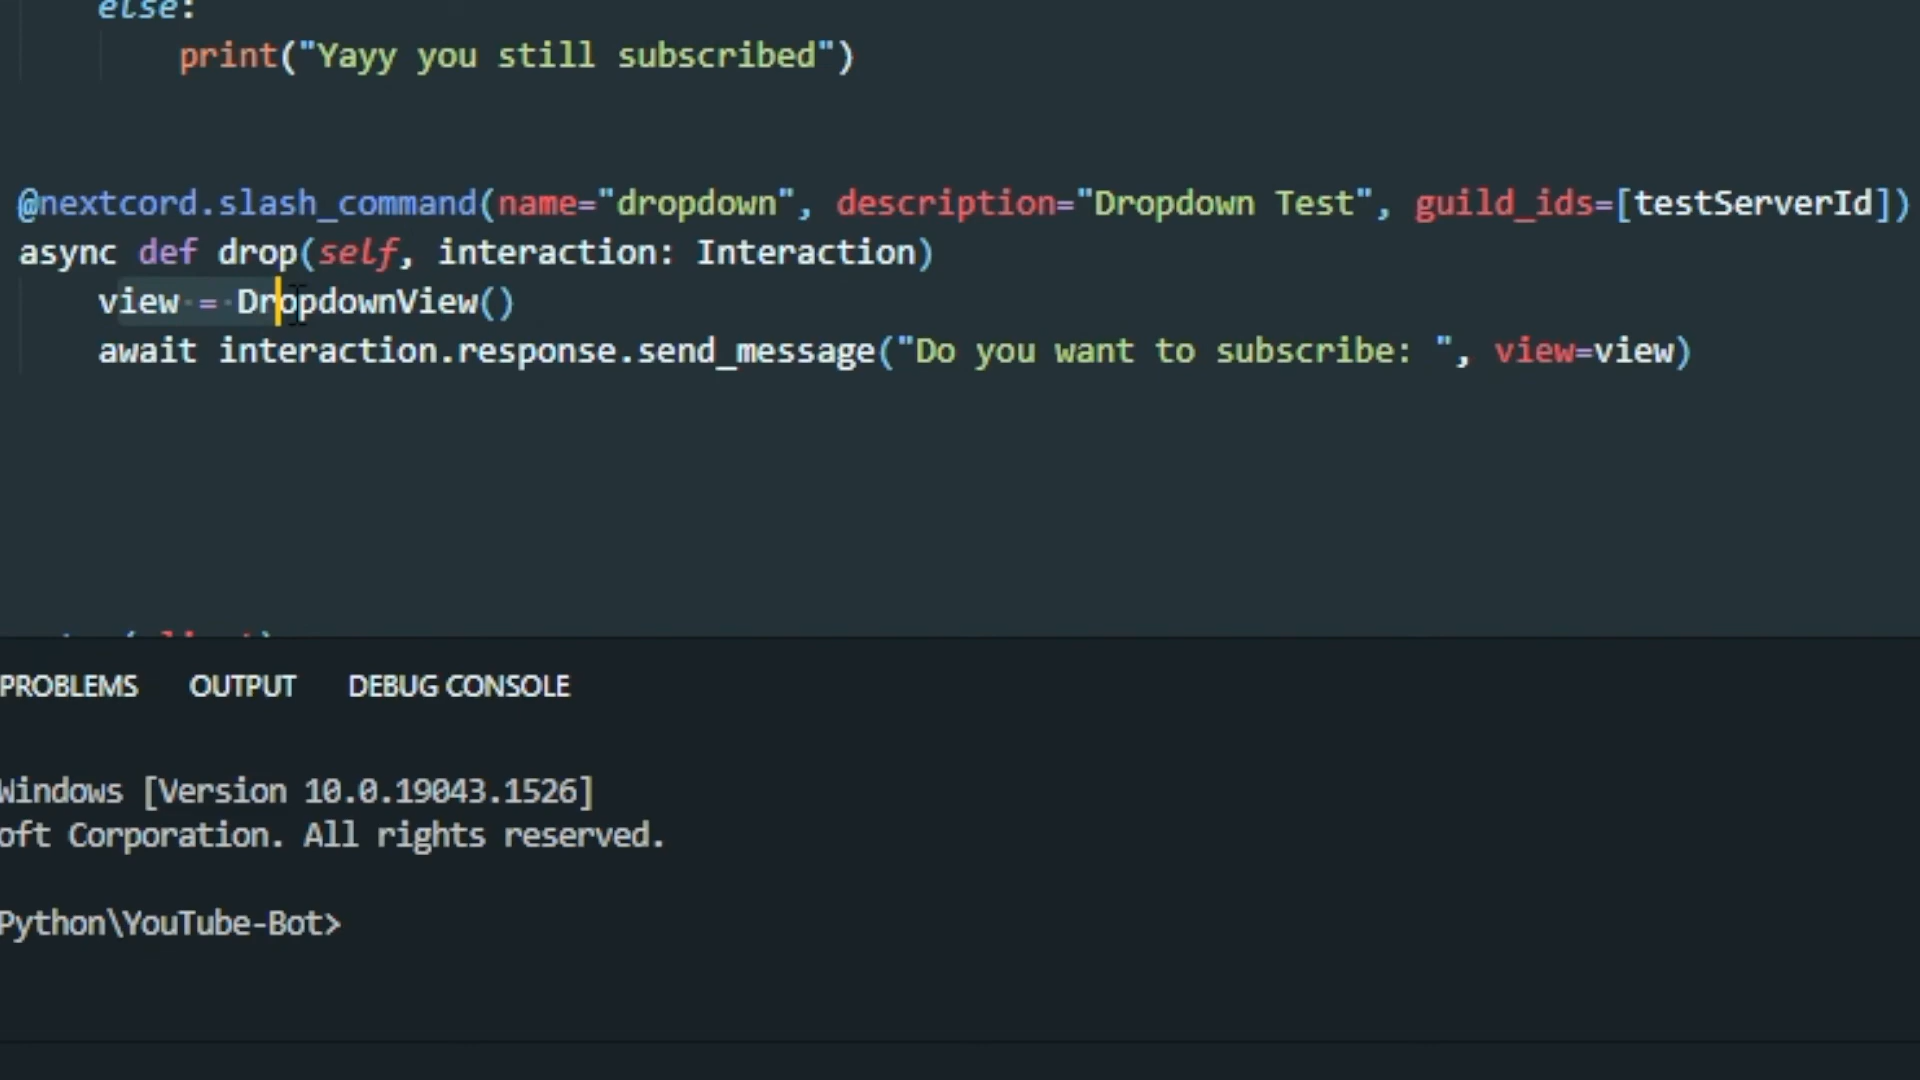 else:
print("Yayy you still subscribed")
@nextcord.slash_command(name="dropdown", description="Dropdown Test", guild_ids=[testServerId])
async def drop(self, interaction: Interaction)
view = DropdownView()
await interaction.response.send_message("Do you want to subscribe: ", view=view)
PROBLEMS OUTPUT DEBUG CONSOLE
Windows [Version 10.0.19043.1526]
oft Corporation. All rights reserved.
Python\YouTube-Bot>